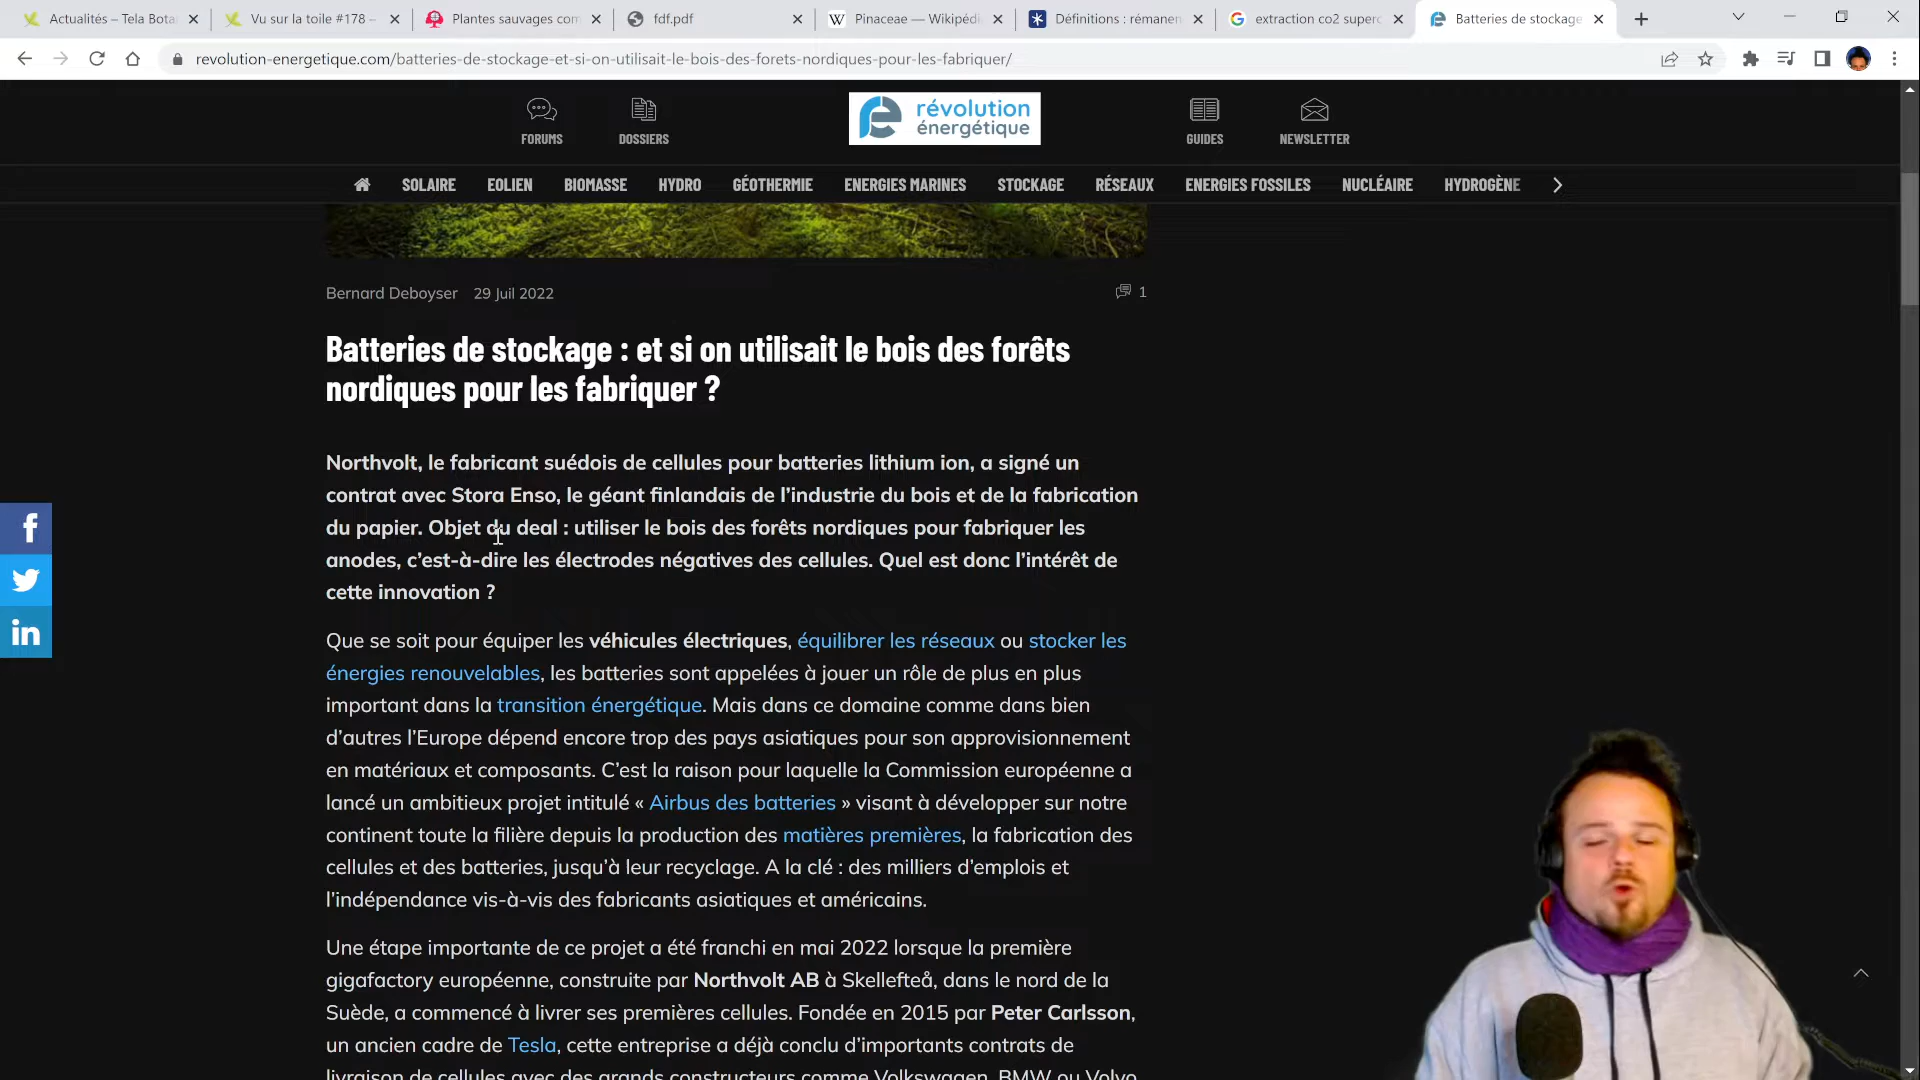 Actualités – Tela Bota
Vu sur la toile #178 –
Plantes sauvages com
fdf.pdf
Pinaceae — Wikipéd
Définitions : rémanen
extraction co2 superc
Batteries de stockage
revolution-energetique.com/batteries-de-stockage-et-si-on-utilisait-le-bois-des-forets-nordiques-pour-les-fabriquer/
FORUMS
DOSSIERS
révolution
énergétique
GUIDES
NEWSLETTER
SOLAIRE
EOLIEN
BIOMASSE
HYDRO
GÉOTHERMIE
ENERGIES MARINES
STOCKAGE
RÉSEAUX
ENERGIES FOSSILES
NUCLÉAIRE
HYDROGÈNE
Bernard Deboyser 29 Juil 2022
1
Batteries de stockage : et si on utilisait le bois des forêts
nordiques pour les fabriquer ?
Northvolt, le fabricant suédois de cellules pour batteries lithium ion, a signé un
contrat avec Stora Enso, le géant finlandais de l’industrie du bois et de la fabrication
du papier. Objet du deal : utiliser le bois des forêts nordiques pour fabriquer les
anodes, c’est-à-dire les électrodes négatives des cellules. Quel est donc l’intérêt de
cette innovation ?
Que se soit pour équiper les véhicules électriques, équilibrer les réseaux ou stocker les
énergies renouvelables, les batteries sont appelées à jouer un rôle de plus en plus
important dans la transition énergétique. Mais dans ce domaine comme dans bien
d’autres l’Europe dépend encore trop des pays asiatiques pour son approvisionnement
en matériaux et composants. C’est la raison pour laquelle la Commission européenne a
lancé un ambitieux projet intitulé « Airbus des batteries » visant à développer sur notre
continent toute la filière depuis la production des matières premières, la fabrication des
cellules et des batteries, jusqu’à leur recyclage. A la clé : des milliers d’emplois et
l’indépendance vis-à-vis des fabricants asiatiques et américains.
Une étape importante de ce projet a été franchi en mai 2022 lorsque la première
gigafactory européenne, construite par Northvolt AB à Skellefteå, dans le nord de la
Suède, a commencé à livrer ses premières cellules. Fondée en 2015 par Peter Carlsson,
un ancien cadre de Tesla, cette entreprise a déjà conclu d’importants contrats de
livraison de cellules avec des grands constructeurs comme Volkswagen, BMW ou Volvo